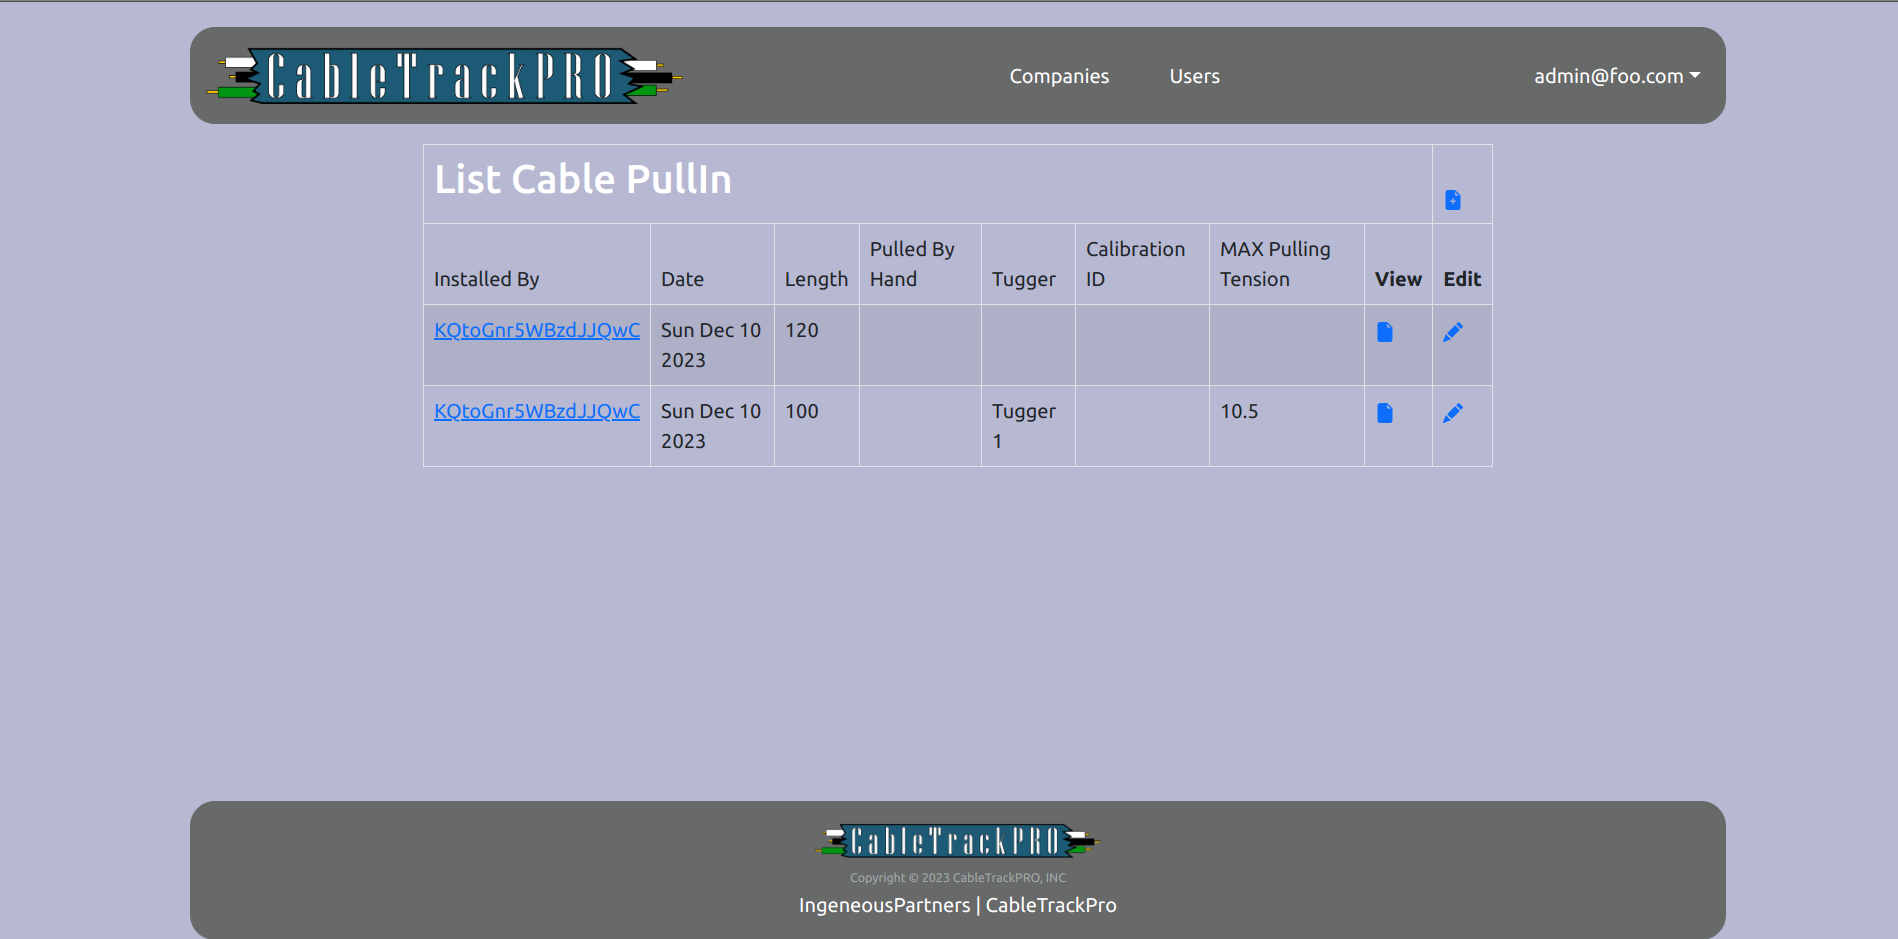 CableTrackPRO
Companies
Users
admin@foo.com
List Cable PullIn
Installed By
Date
Length
Pulled By
Hand
Tugger
Calibration
ID
MAX Pulling
Tension
View
Edit
KQtoGnr5WBzdJJQwC
Sun Dec 10
2023
120
KQtoGnr5WBzdJJQwC
Sun Dec 10
2023
100
Tugger
1
10.5
CableTrackPRO
Copyright © 2023 CableTrackPRO, INC
IngeneousPartners | CableTrackPro